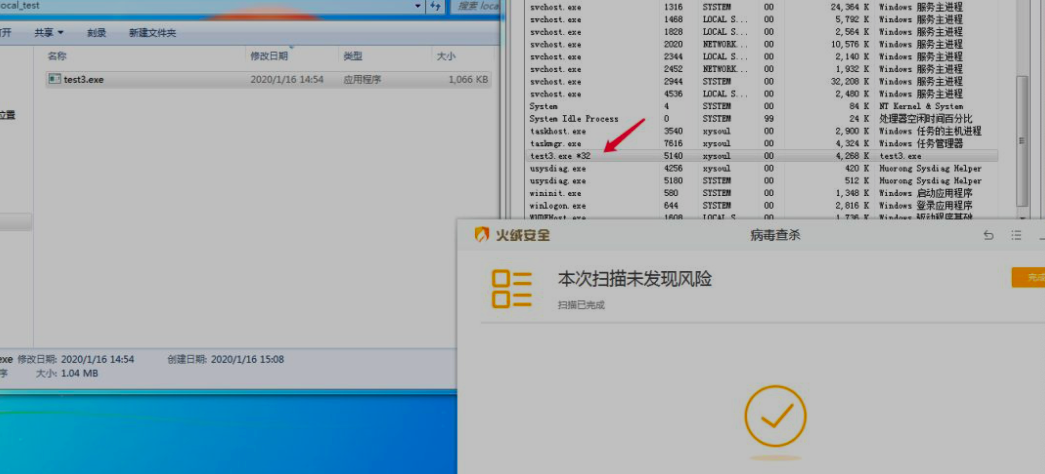 ocal_test
搜索 loca
开 共享 刻录 新建文件夹
名称 修改日期 类型 大小
test3.exe 2020/1/16 14:54 应用程序 1,066 KB
位置
exe 修改日期: 2020/1/16 14:54 创建日期: 2020/1/16 15:08
序 大小: 1.04 MB
svchost.exe 1316 SYSTEM 00 24,364 K Windows 服务主进程
svchost.exe 1468 LOCAL S... 00 5,792 K Windows 服务主进程
svchost.exe 1828 LOCAL S... 00 2,564 K Windows 服务主进程
svchost.exe 2020 NETWORK... 00 10,576 K Windows 服务主进程
svchost.exe 2344 LOCAL S... 00 2,140 K Windows 服务主进程
svchost.exe 2452 NETWORK... 00 1,932 K Windows 服务主进程
svchost.exe 2944 SYSTEM 00 32,208 K Windows 服务主进程
svchost.exe 4536 LOCAL S... 00 2,480 K Windows 服务主进程
System 4 SYSTEM 00 84 K NT Kernel & System
System Idle Process 0 SYSTEM 99 24 K 处理器空闲时间百分比
taskhost.exe 3540 xysoul 00 2,900 K Windows 任务的主机进程
taskmgr.exe 7616 xysoul 00 4,324 K Windows 任务管理器
test3.exe *32 5140 xysoul 00 4,268 K test3.exe
usysdiag.exe 4256 xysoul 00 420 K Huorong Sysdiag Helper
usysdiag.exe 5180 SYSTEM 00 512 K Huorong Sysdiag Helper
wininit.exe 580 SYSTEM 00 1,348 K Windows 启动应用程序
winlogon.exe 644 SYSTEM 00 2,816 K Windows 登录应用程序
WUDFHost.exe 1608 LOCAL S... 00 1,736 K Windows 驱动程序基础
火绒安全 病毒查杀
本次扫描未发现风险
扫描已完成
完成